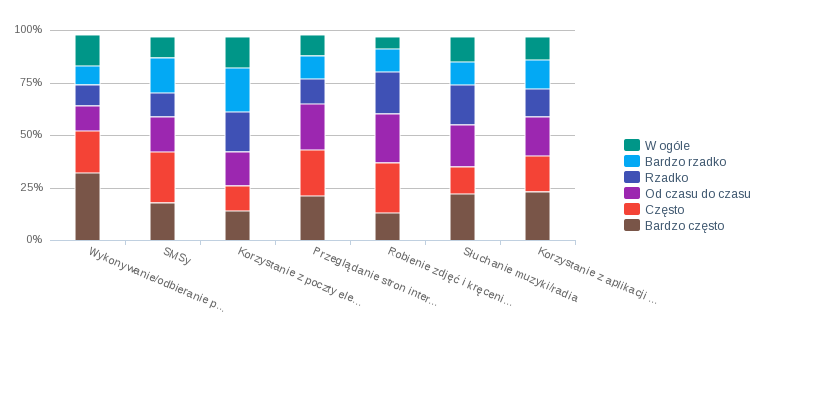 100%
75%
50%
25%
0%
Wykonywanie/odbieranie p...
SMSy
Korzystanie z poczty ele...
Przeglądanie stron inter...
Robienie zdjęć i kręceni...
Słuchanie muzyki/radia
Korzystanie z aplikacji ...
W ogóle
Bardzo rzadko
Rzadko
Od czasu do czasu
Często
Bardzo często